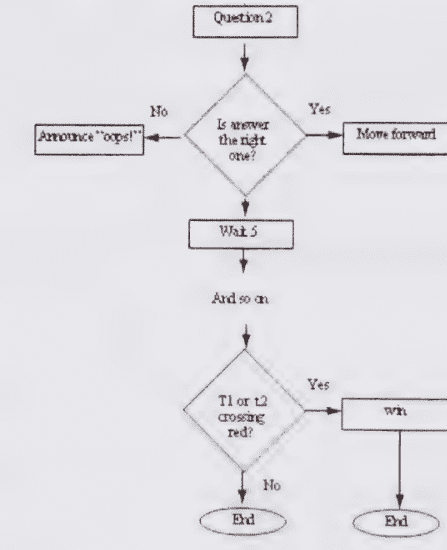 Question 2
No
Yes
Is answer
the right
one?
Announce "oops!"
Move forward
Wait 5
And so on
Yes
T1 or t2
crossing
red?
win
No
End
End